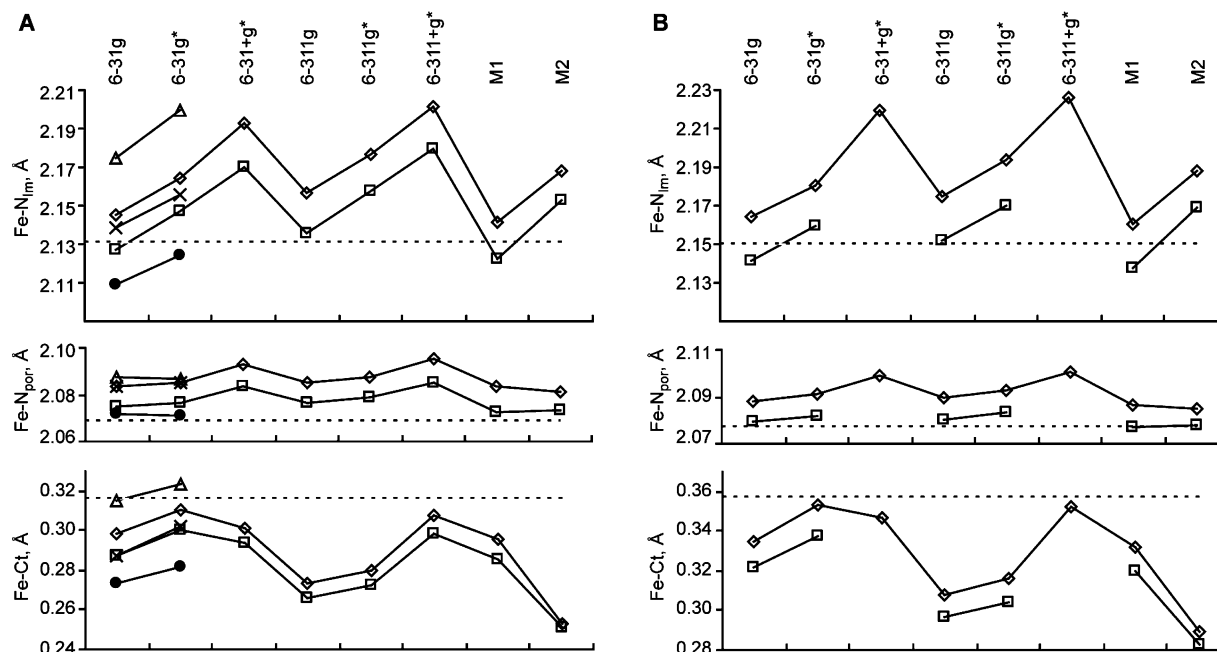 A
6-31g
6-31g*
6-31+g*
6-311g
6-311g*
6-311+g*
M1
M2
Fe-N_Im, Å
2.21
2.19
2.17
2.15
2.13
2.11
Fe-N_por, Å
2.10
2.08
2.06
Fe-Ct, Å
0.32
0.30
0.28
0.26
0.24
B
6-31g
6-31g*
6-31+g*
6-311g
6-311g*
6-311+g*
M1
M2
Fe-N_Im, Å
2.23
2.21
2.19
2.17
2.15
2.13
Fe-N_por, Å
2.11
2.09
2.07
Fe-Ct, Å
0.36
0.34
0.32
0.30
0.28